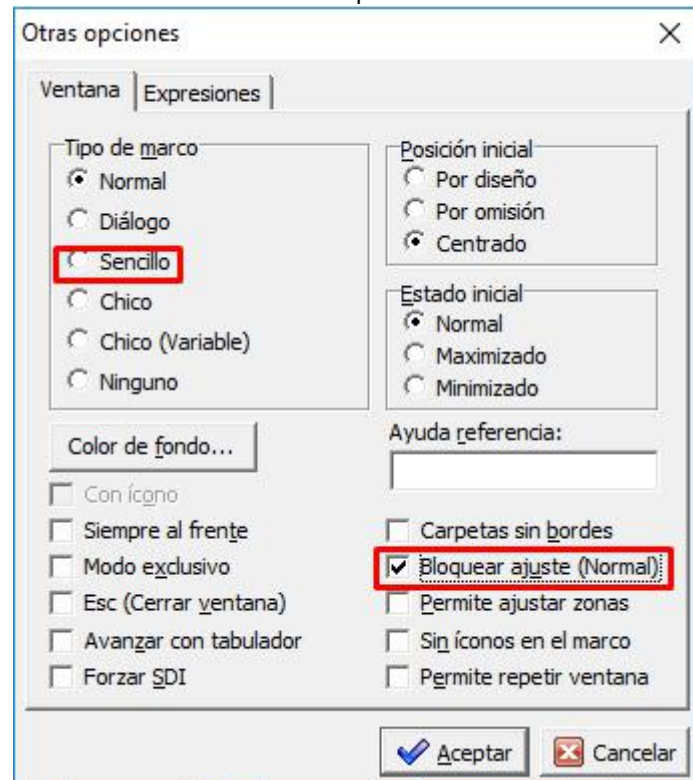 Otras opciones
Ventana
Expresiones
Tipo de marco
Normal
Diálogo
Sencillo
Chico
Chico (Variable)
Ninguno
Posición inicial
Por diseño
Por omisión
Centrado
Estado inicial
Normal
Maximizado
Minimizado
Color de fondo...
Ayuda referencia:
Con ícono
Siempre al frente
Modo exclusivo
Esc (Cerrar ventana)
Avanzar con tabulador
Forzar SDI
Carpetas sin bordes
Bloquear ajuste (Normal)
Permite ajustar zonas
Sin íconos en el marco
Permite repetir ventana
Aceptar
Cancelar